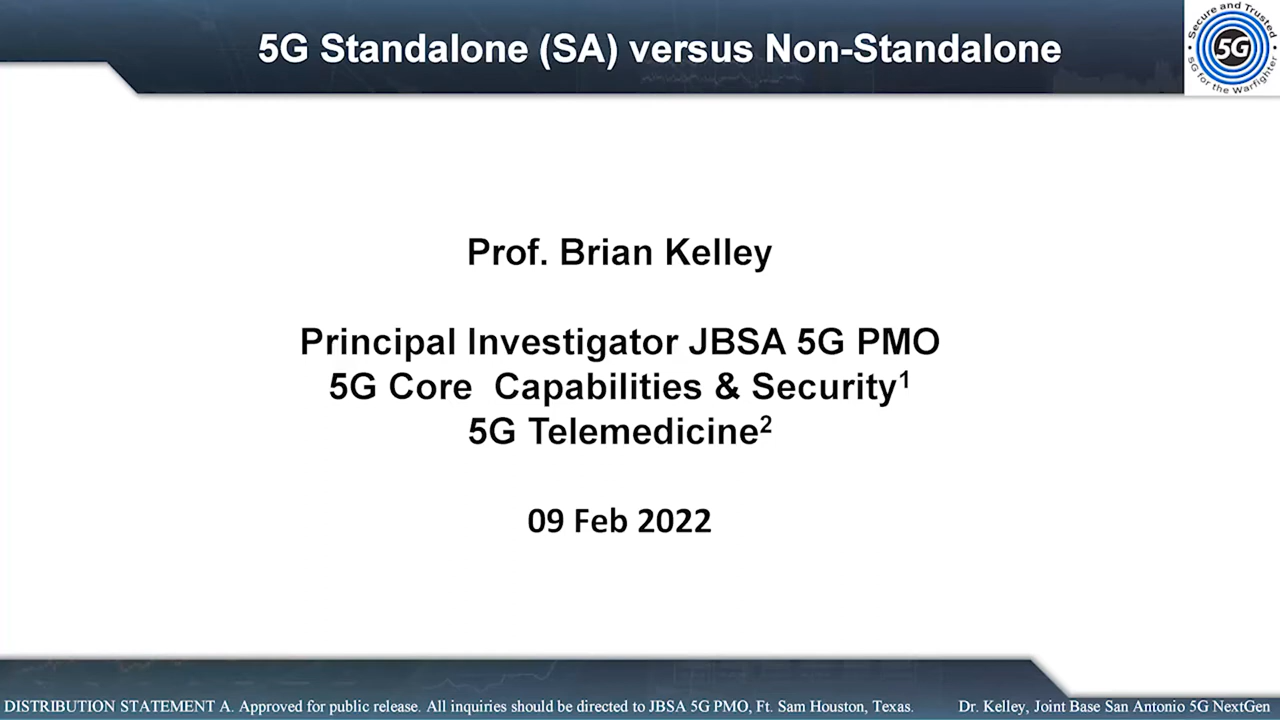 5G Standalone (SA) versus Non-Standalone
Secure and Trusted
5G
5G for the Warfighter
Prof. Brian Kelley
Principal Investigator JBSA 5G PMO
5G Core Capabilities & Security¹
5G Telemedicine²
09 Feb 2022
DISTRIBUTION STATEMENT A. Approved for public release. All inquiries should be directed to JBSA 5G PMO, Ft. Sam Houston, Texas.
Dr. Kelley, Joint Base San Antonio 5G NextGen